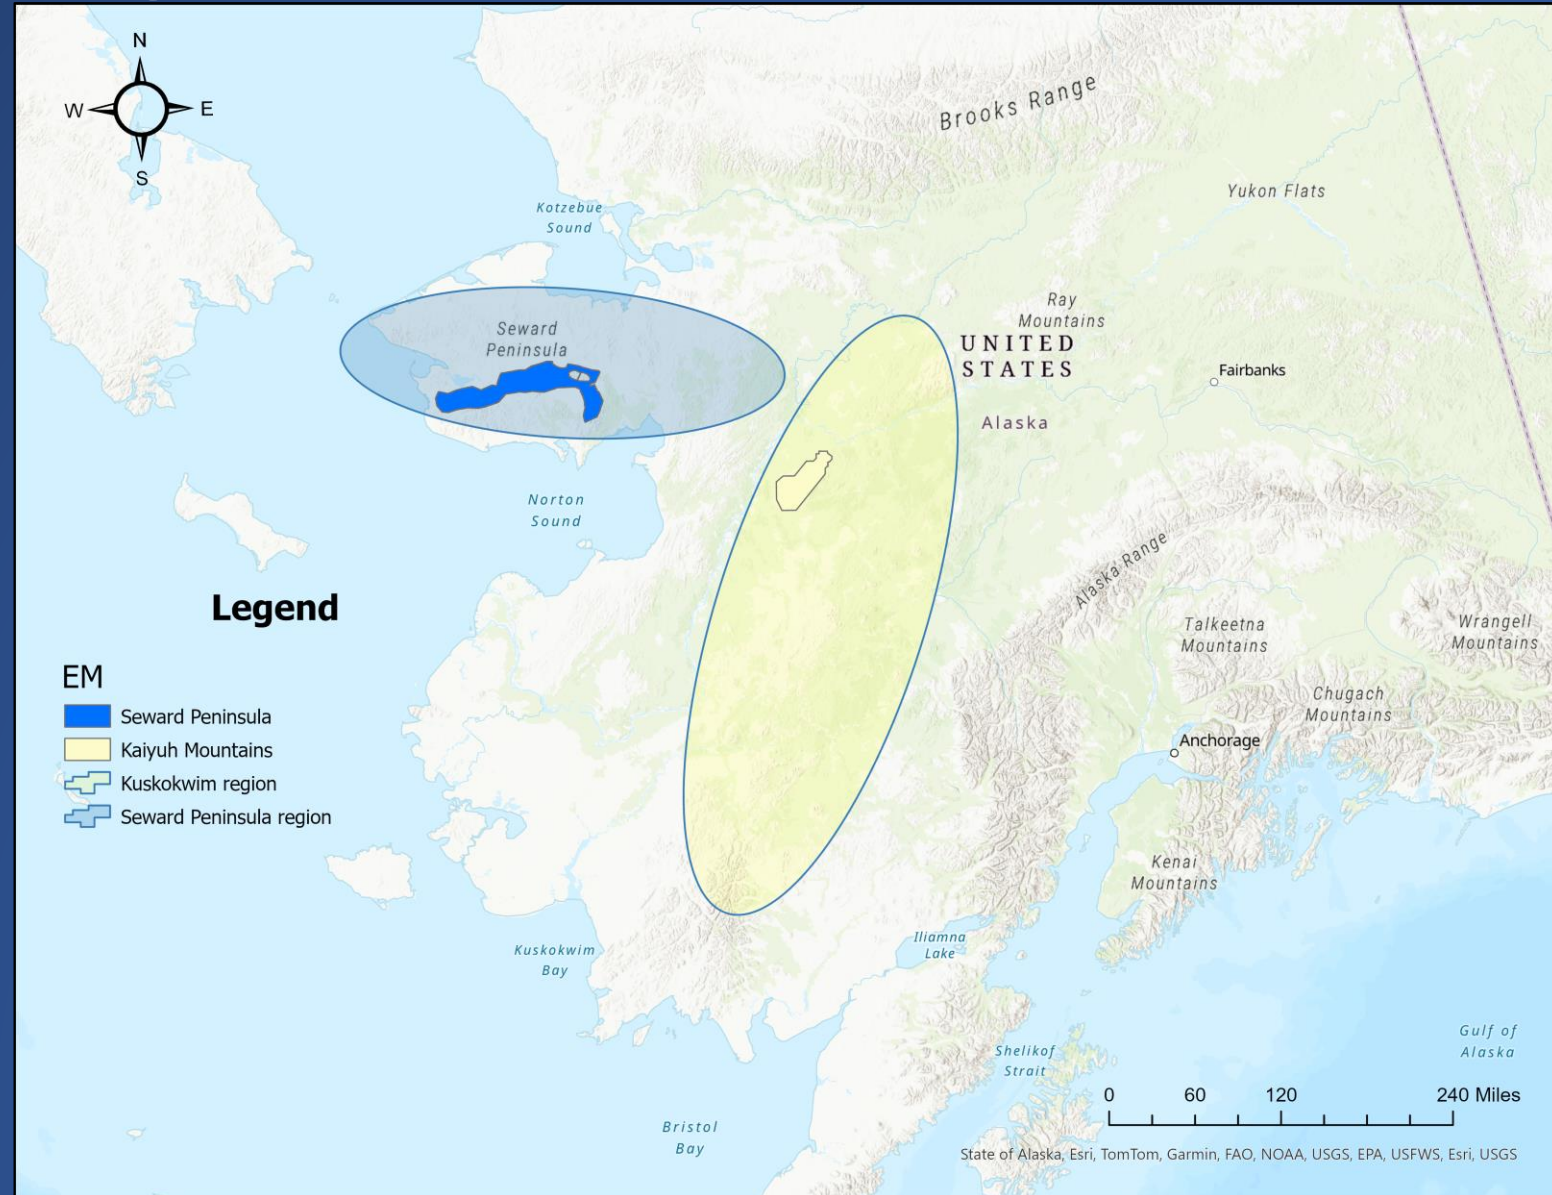 N
W
E
S
Brooks Range
Yukon Flats
Kotzebue
Sound
Ray
Mountains
Seward
Peninsula
UNITED
STATES
Fairbanks
Alaska
Norton
Sound
Alaska Range
Legend
Talkeetna
Mountains
Wrangell
Mountains
EM
Seward Peninsula
Kaiyuh Mountains
Kuskokwim region
Seward Peninsula region
Chugach
Mountains
Anchorage
Kenai
Mountains
Iliamna
Lake
Kuskokwim
Bay
Shelikof
Strait
Gulf of
Alaska
Bristol
Bay
0 60 120 240 Miles
State of Alaska, Esri, TomTom, Garmin, FAO, NOAA, USGS, EPA, USFWS, Esri, USGS